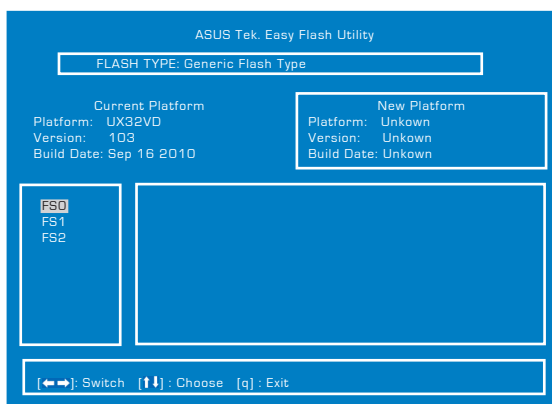 ASUS Tek. Easy Flash Utility
FLASH TYPE: Generic Flash Type
Current Platform
Platform: UX32VD
Version: 103
Build Date: Sep 16 2010
New Platform
Platform: Unkown
Version: Unkown
Build Date: Unkown
FS0
FS1
FS2
[←→]: Switch [↑↓] : Choose [q] : Exit